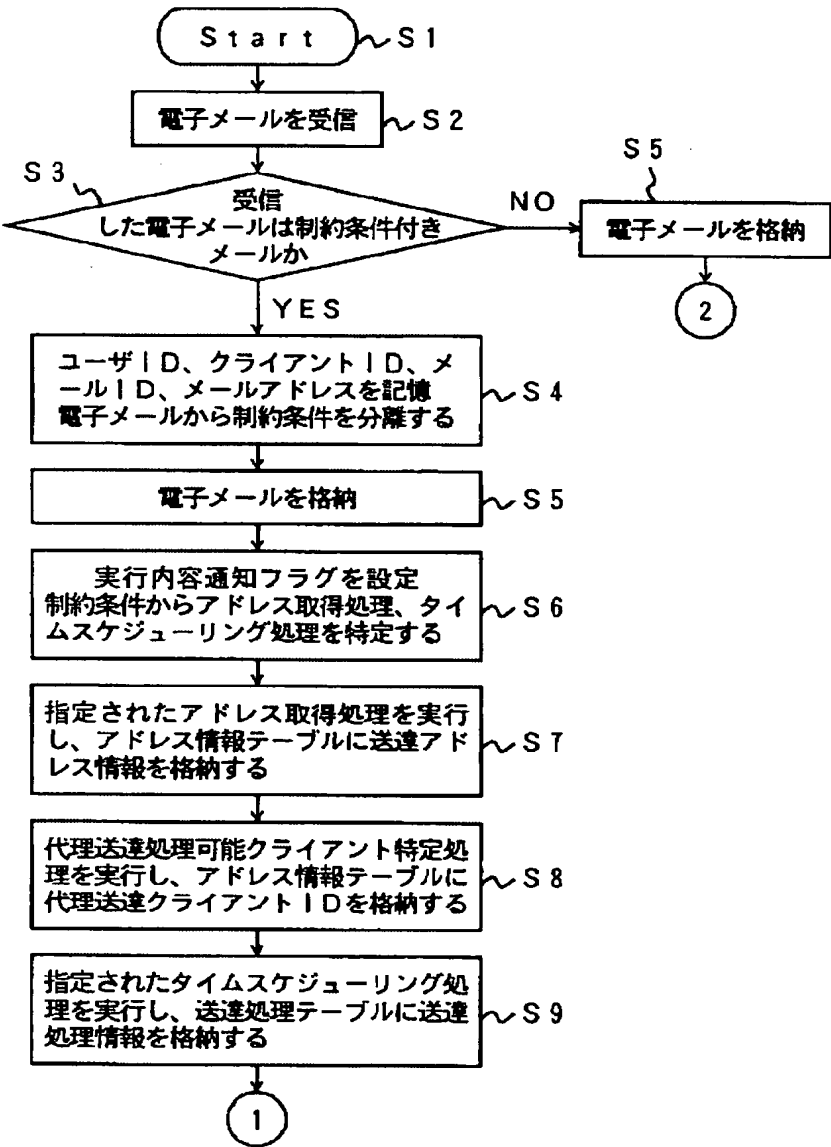 Start
S1
電子メールを受信
S2
S3
受信
した電子メールは制約条件付き
メールか
NO
S5
電子メールを格納
2
YES
ユーザID、クライアントID、メ
ールID、メールアドレスを記憶
電子メールから制約条件を分離する
S4
電子メールを格納
S5
実行内容通知フラグを設定
制約条件からアドレス取得処理、タイ
ムスケジューリング処理を特定する
S6
指定されたアドレス取得処理を実行
し、アドレス情報テーブルに送達アド
レス情報を格納する
S7
代理送達処理可能クライアント特定処
理を実行し、アドレス情報テーブルに
代理送達クライアントIDを格納する
S8
指定されたタイムスケジューリング処
理を実行し、送達処理テーブルに送達
処理情報を格納する
S9
1